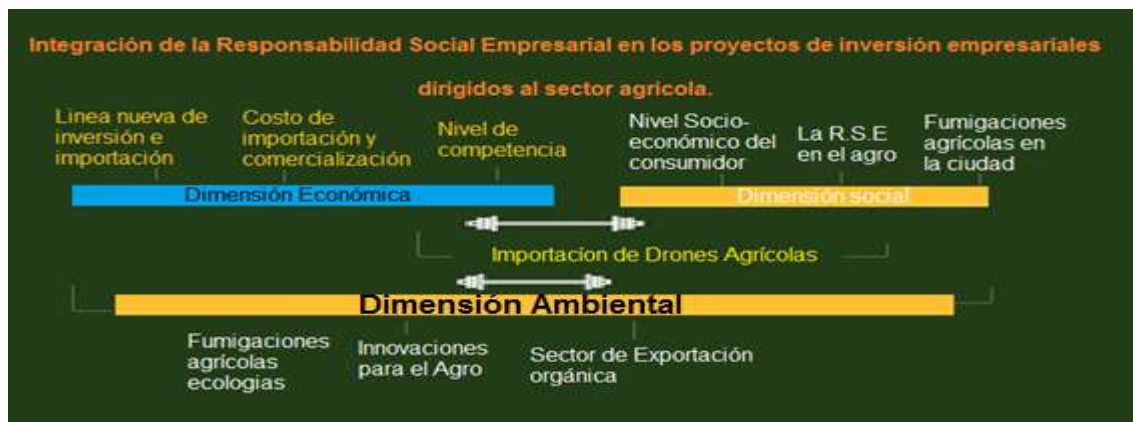 Integración de la Responsabilidad Social Empresarial en los proyectos de inversión empresariales
dirigidos al sector agrícola.
Linea nueva de
inversión e
importación
Costo de
importación y
comercialización
Nivel de
competencia
Nivel Socio-
económico del
consumidor
La R.S.E
en el agro
Fumigaciones
agrícolas en
la ciudad
Dimensión Económica
Dimensión social
Importacion de Drones Agrícolas
Dimensión Ambiental
Fumigaciones
agrícolas
ecologias
Innovaciones
para el Agro
Sector de Exportación
orgánica